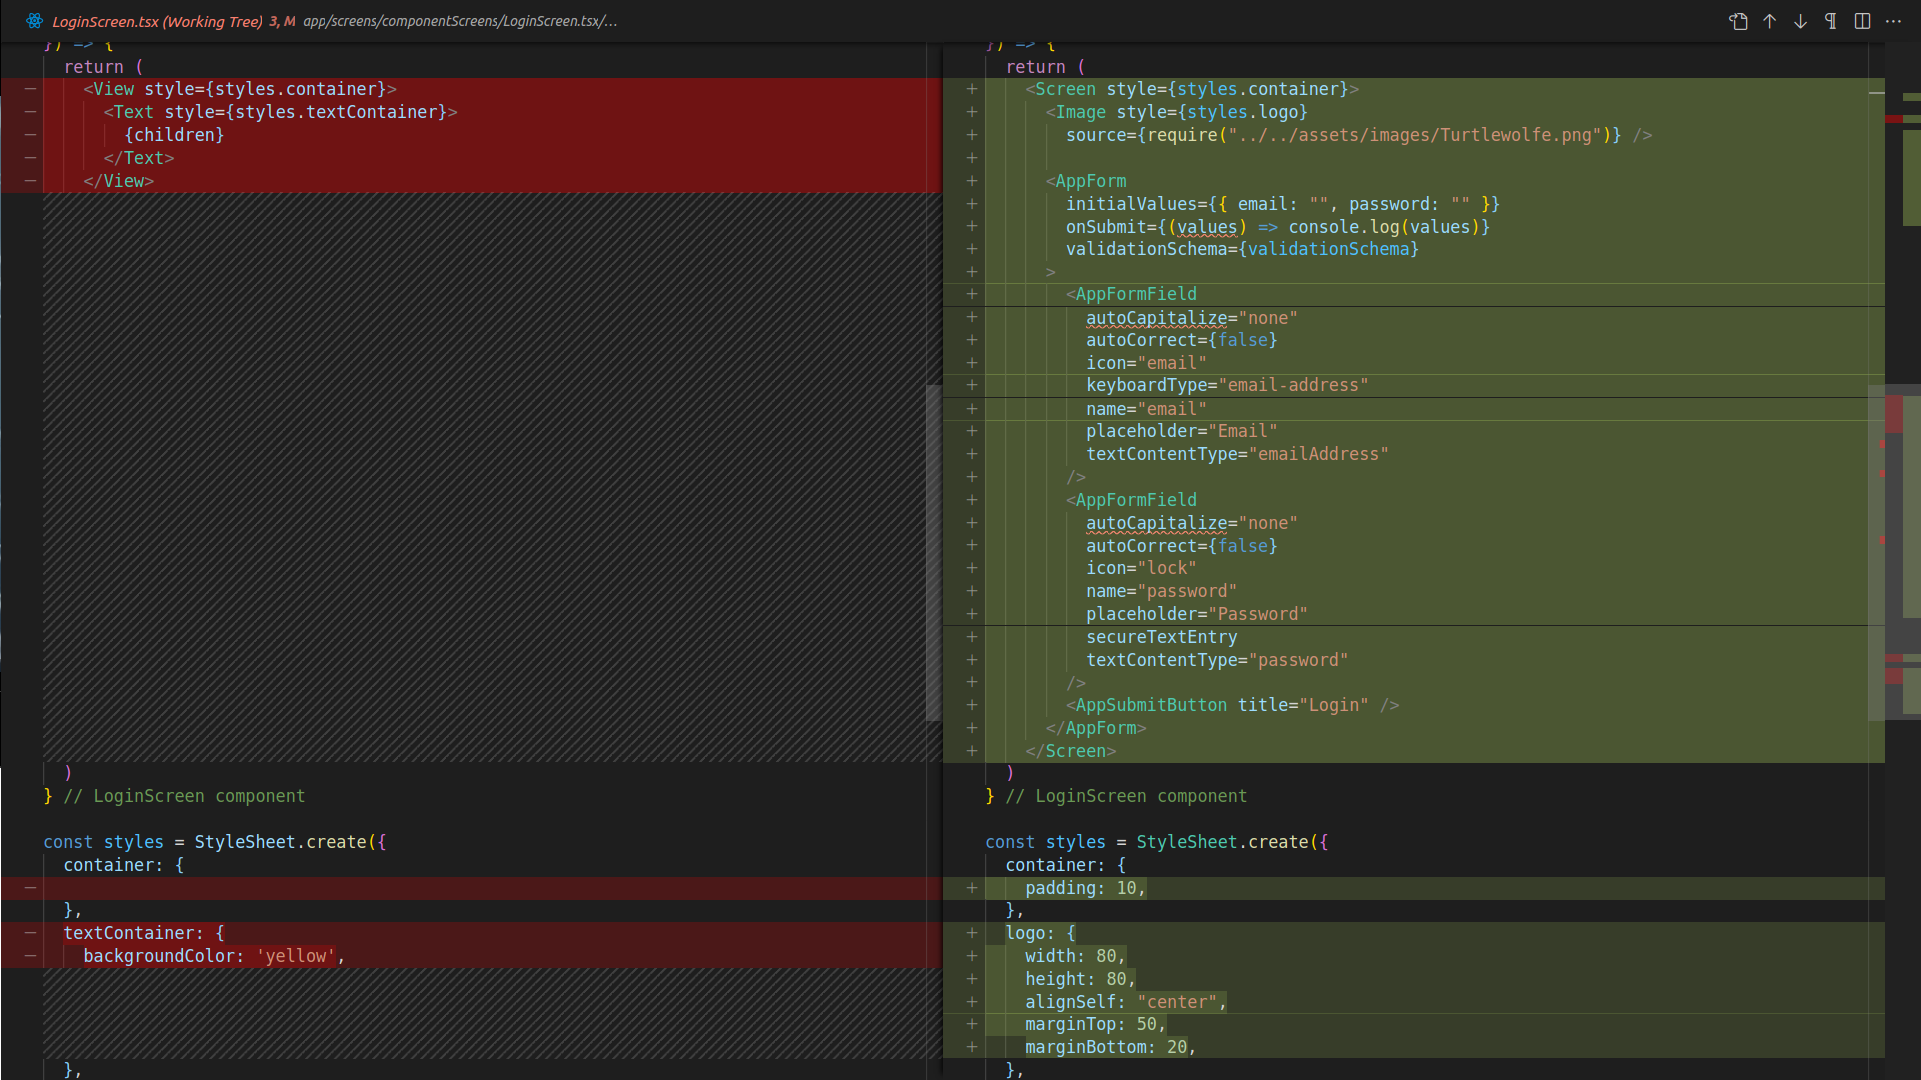 LoginScreen.tsx (Working Tree) 3, M app/screens/componentScreens/LoginScreen.tsx/...
}) => {
return (
<View style={styles.container}>
<Text style={styles.textContainer}>
{children}
</Text>
</View>
)
} // LoginScreen component
const styles = StyleSheet.create({
container: {
},
textContainer: {
backgroundColor: 'yellow',
},
}) => {
return (
<Screen style={styles.container}>
<Image style={styles.logo}
source={require("../../assets/images/Turtlewolfe.png")} />
<AppForm
initialValues={{ email: "", password: "" }}
onSubmit={(values) => console.log(values)}
validationSchema={validationSchema}
>
<AppFormField
autoCapitalize="none"
autoCorrect={false}
icon="email"
keyboardType="email-address"
name="email"
placeholder="Email"
textContentType="emailAddress"
/>
<AppFormField
autoCapitalize="none"
autoCorrect={false}
icon="lock"
name="password"
placeholder="Password"
secureTextEntry
textContentType="password"
/>
<AppSubmitButton title="Login" />
</AppForm>
</Screen>
)
} // LoginScreen component
const styles = StyleSheet.create({
container: {
padding: 10,
},
logo: {
width: 80,
height: 80,
alignSelf: "center",
marginTop: 50,
marginBottom: 20,
},